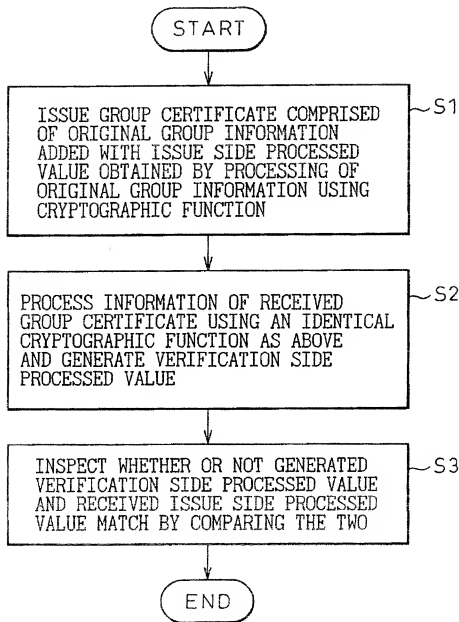 START
S1
ISSUE GROUP CERTIFICATE COMPRISED
OF ORIGINAL GROUP INFORMATION
ADDED WITH ISSUE SIDE PROCESSED
VALUE OBTAINED BY PROCESSING OF
ORIGINAL GROUP INFORMATION USING
CRYPTOGRAPHIC FUNCTION
S2
PROCESS INFORMATION OF RECEIVED
GROUP CERTIFICATE USING AN IDENTICAL
CRYPTOGRAPHIC FUNCTION AS ABOVE
AND GENERATE VERIFICATION SIDE
PROCESSED VALUE
S3
INSPECT WHETHER OR NOT GENERATED
VERIFICATION SIDE PROCESSED VALUE
AND RECEIVED ISSUE SIDE PROCESSED
VALUE MATCH BY COMPARING THE TWO
END